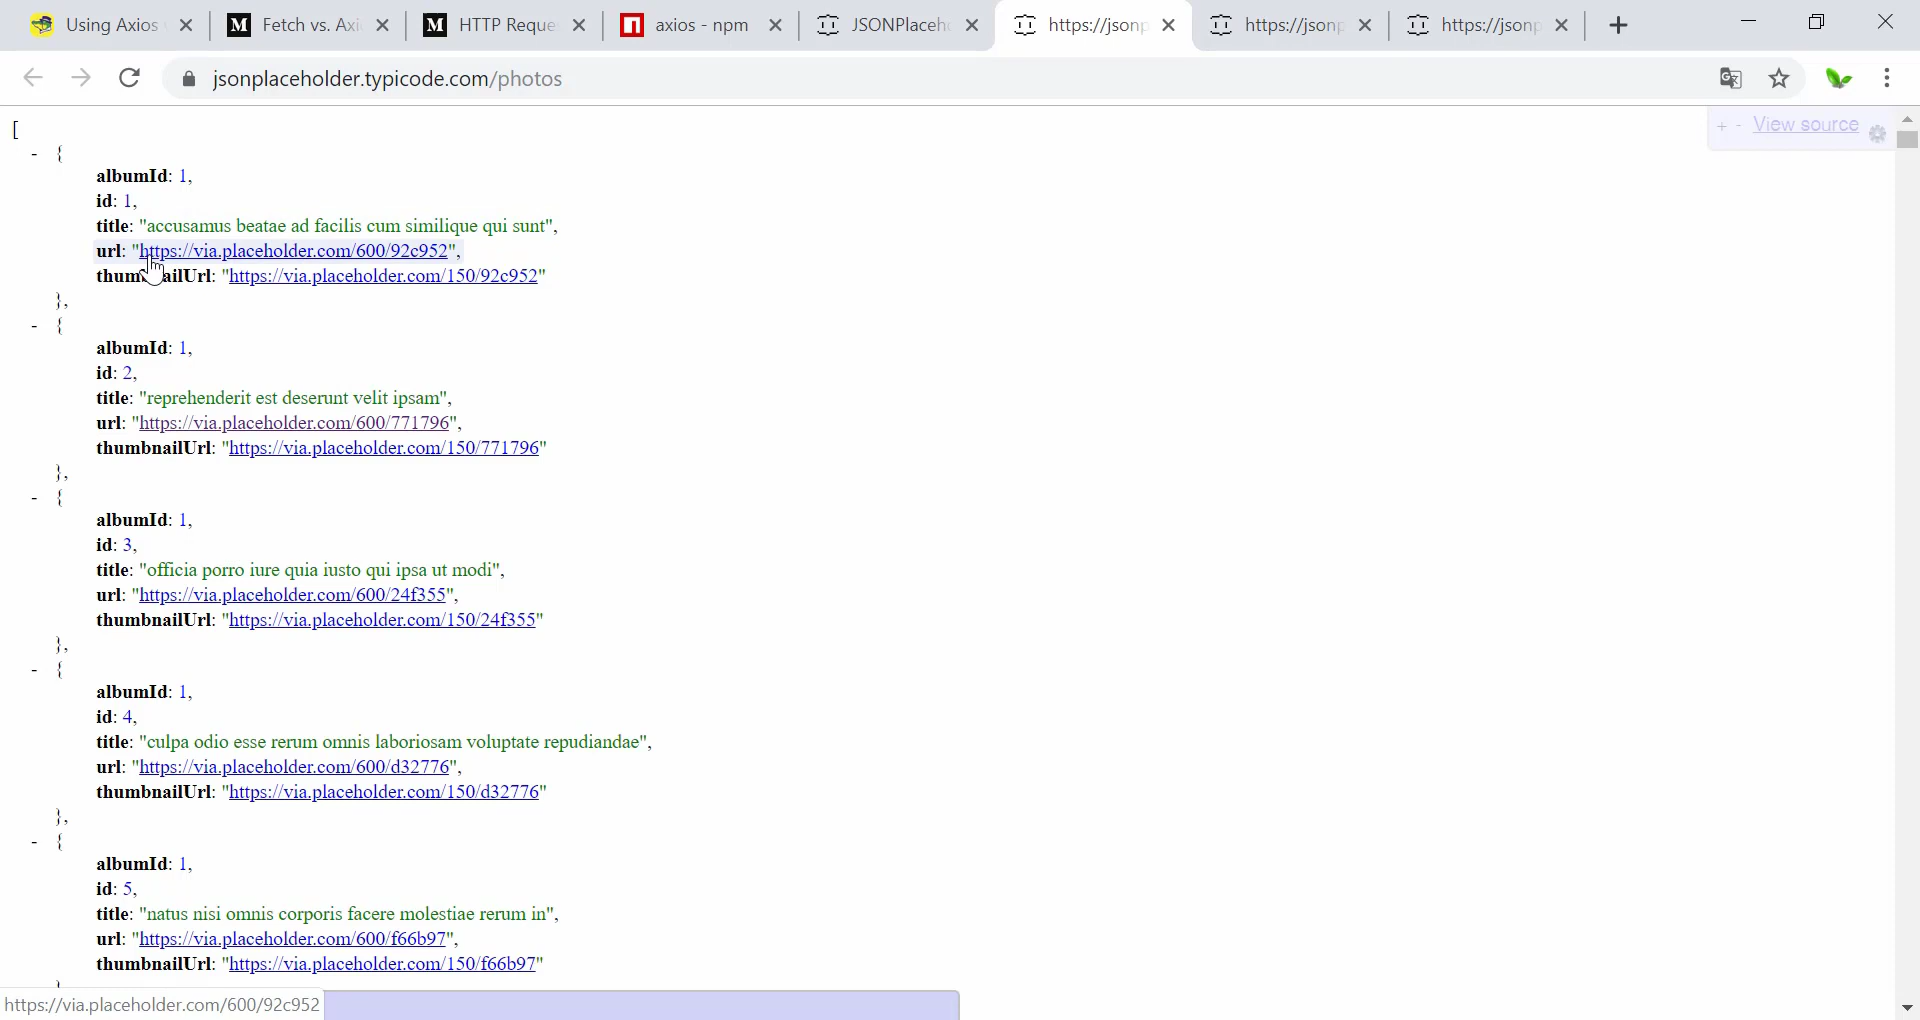 Using Axios
Fetch vs. Axi
HTTP Reque
axios - npm
JSONPlaceh
https://jsonp
https://jsonp
https://jsonp
jsonplaceholder.typicode.com/photos
+ - View source
[
- {
albumId: 1,
id: 1,
title: "accusamus beatae ad facilis cum similique qui sunt",
url: "https://via.placeholder.com/600/92c952",
thumbnailUrl: "https://via.placeholder.com/150/92c952"
},
- {
albumId: 1,
id: 2,
title: "reprehenderit est deserunt velit ipsam",
url: "https://via.placeholder.com/600/771796",
thumbnailUrl: "https://via.placeholder.com/150/771796"
},
- {
albumId: 1,
id: 3,
title: "officia porro iure quia iusto qui ipsa ut modi",
url: "https://via.placeholder.com/600/24f355",
thumbnailUrl: "https://via.placeholder.com/150/24f355"
},
- {
albumId: 1,
id: 4,
title: "culpa odio esse rerum omnis laboriosam voluptate repudiandae",
url: "https://via.placeholder.com/600/d32776",
thumbnailUrl: "https://via.placeholder.com/150/d32776"
},
- {
albumId: 1,
id: 5,
title: "natus nisi omnis corporis facere molestiae rerum in",
url: "https://via.placeholder.com/600/f66b97",
thumbnailUrl: "https://via.placeholder.com/150/f66b97"
https://via.placeholder.com/600/92c952